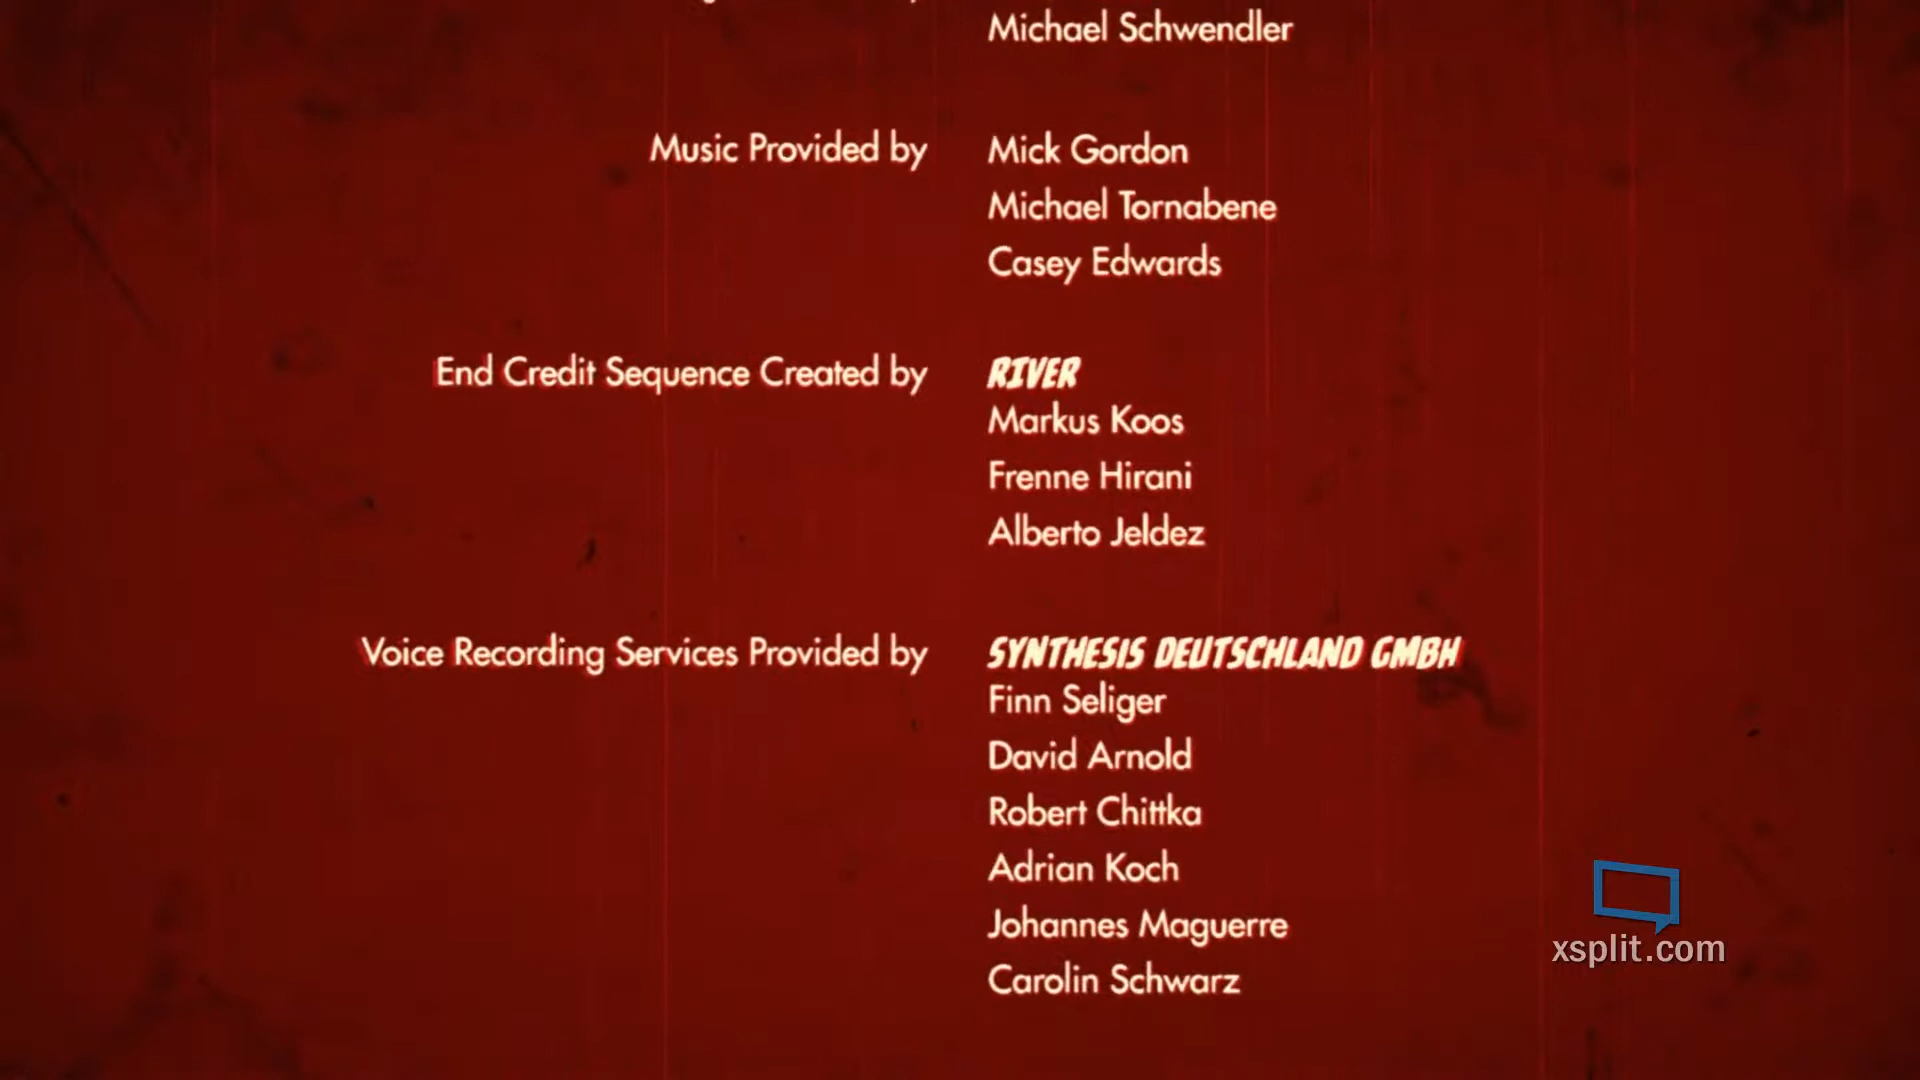 Michael Schwendler
Music Provided by Mick Gordon
Michael Tornabene
Casey Edwards
End Credit Sequence Created by RIVER
Markus Koos
Frenne Hirani
Alberto Jeldez
Voice Recording Services Provided by SYNTHESIS DEUTSCHLAND GMBH
Finn Seliger
David Arnold
Robert Chittka
Adrian Koch
Johannes Maguerre
Carolin Schwarz
xsplit.com